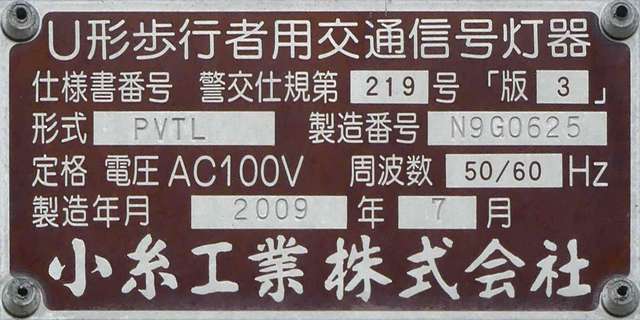 U形歩行者用交通信号灯器
仕様書番号 警交仕規第 219 号 「版 3 」
形式 PVTL 製造番号 N9G0625
定格 電圧 AC100V 周波数 50/60 Hz
製造年月 2009 年 7 月
小糸工業株式会社